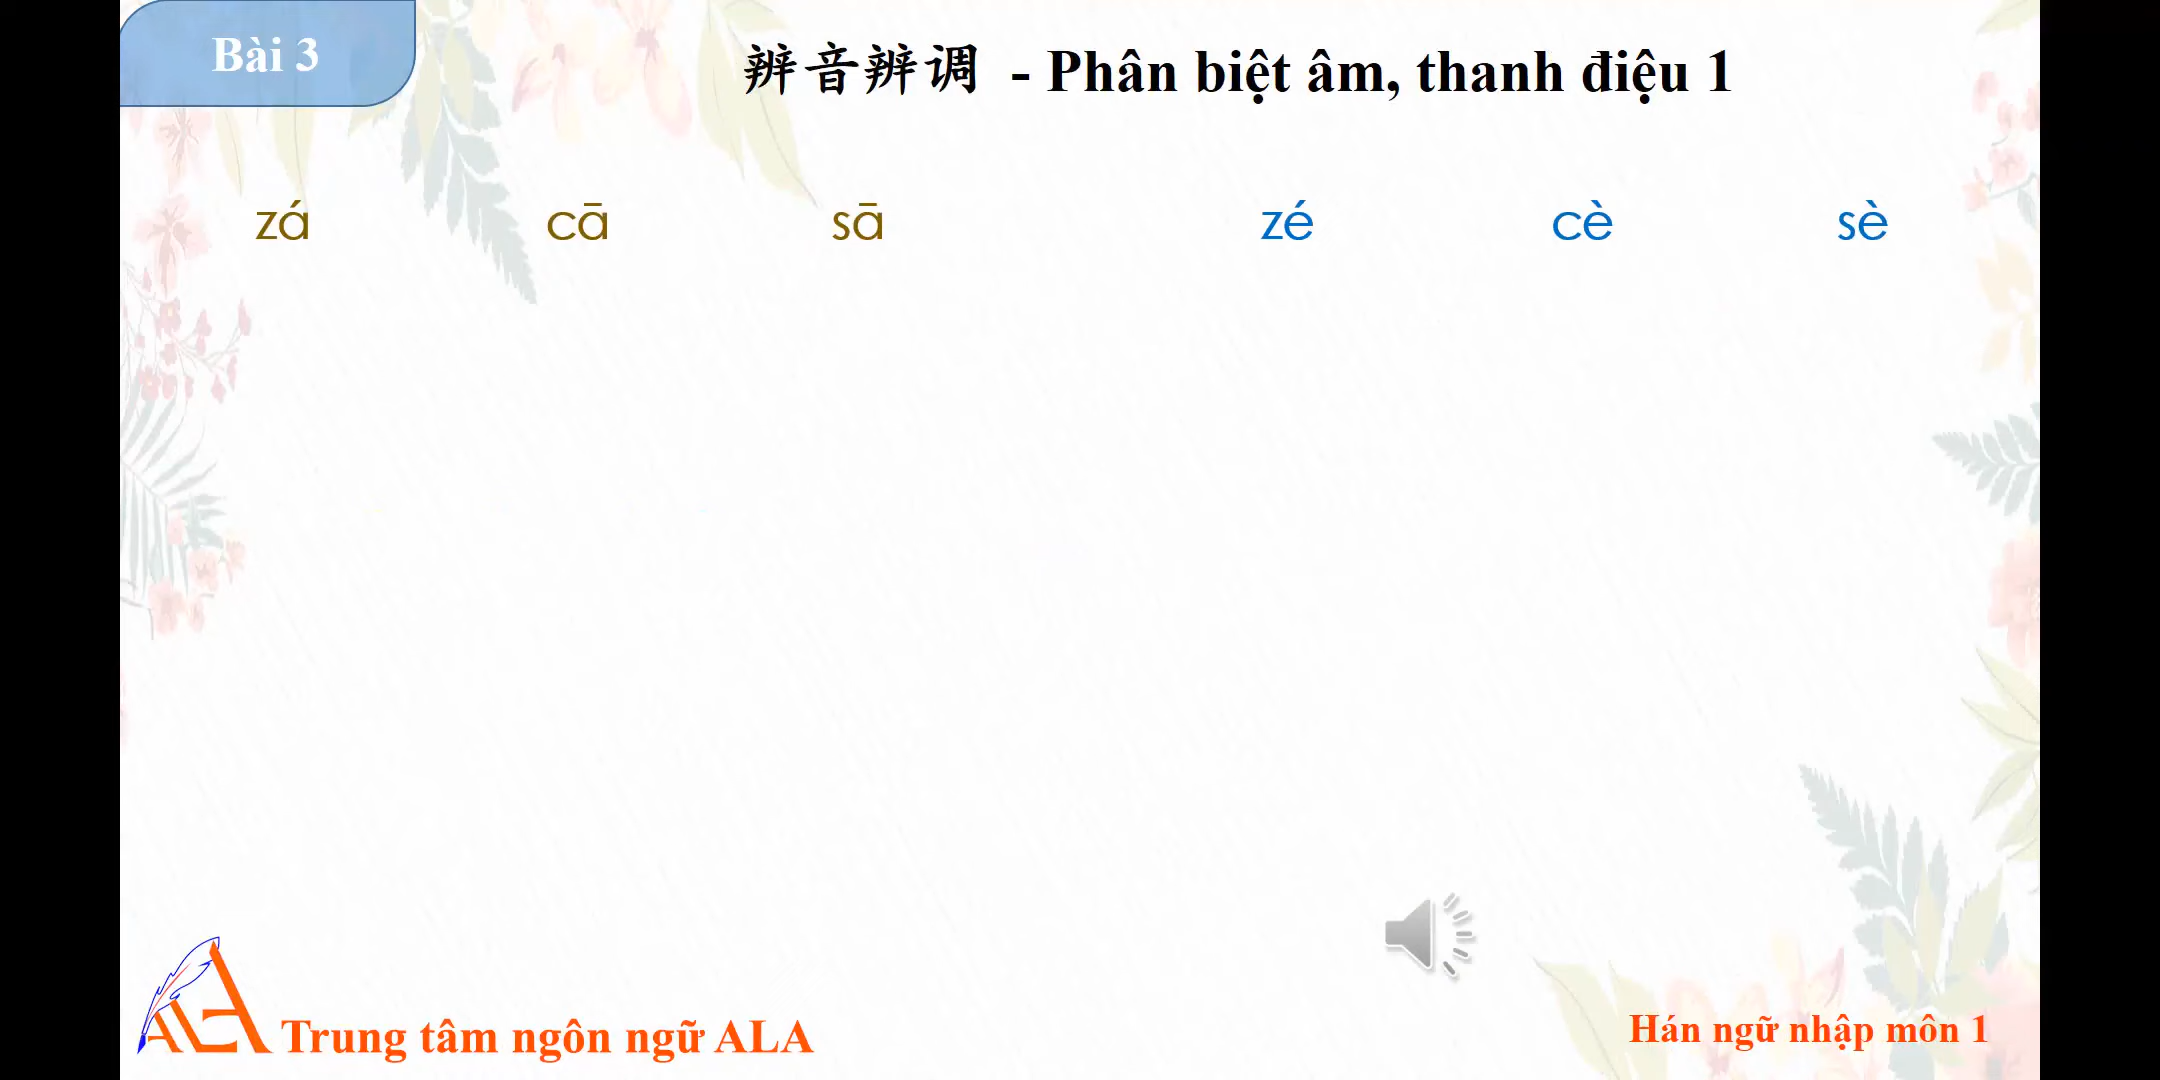 Bài 3
辨音辨调 - Phân biệt âm, thanh điệu 1
zá cā sā zé cè sè
ALA Trung tâm ngôn ngữ ALA
Hán ngữ nhập môn 1